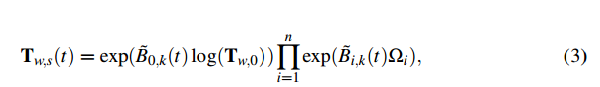 T_{w,s}(t) = exp(B̃_{0,k}(t) log(T_{w,0})) ∏_{i=1}^{n} exp(B̃_{i,k}(t)Ω_i), (3)